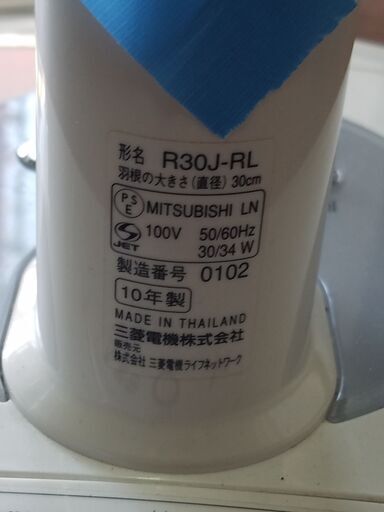 形名 R30J-RL
羽根の大きさ(直径) 30cm
PSE MITSUBISHI LN
JET 100V 50/60Hz
30/34 W
製造番号 0102
10年製
MADE IN THAILAND
三菱電機株式会社
販売元
株式会社 三菱電機ライフネットワーク